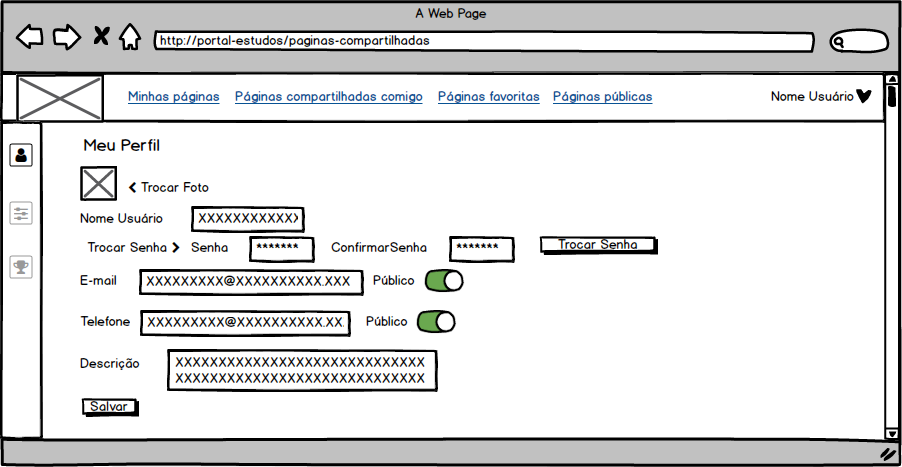 A Web Page
http://portal-estudos/paginas-compartilhadas
Minhas páginas Páginas compartilhadas comigo Páginas favoritas Páginas públicas Nome Usuário
Meu Perfil
Trocar Foto
Nome Usuário XXXXXXXXXXXX
Trocar Senha Senha ******* ConfirmarSenha ******* Trocar Senha
E-mail XXXXXXXXX@XXXXXXXXXX.XXX Público
Telefone XXXXXXXXX@XXXXXXXXXX.XX Público
Descrição XXXXXXXXXXXXXXXXXXXXXXXXXXXXX
XXXXXXXXXXXXXXXXXXXXXXXXXXXXX
Salvar